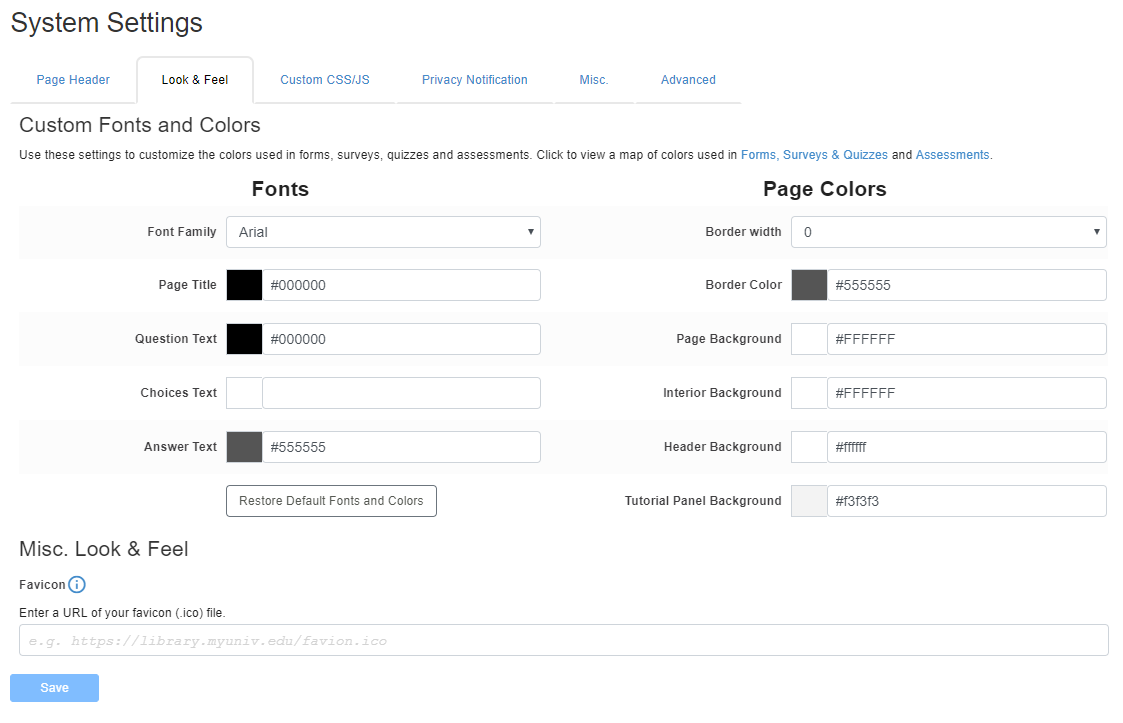 System Settings
Page Header
Look & Feel
Custom CSS/JS
Privacy Notification
Misc.
Advanced
Custom Fonts and Colors
Use these settings to customize the colors used in forms, surveys, quizzes and assessments. Click to view a map of colors used in Forms, Surveys & Quizzes and Assessments.
Fonts
Font Family
Arial
Page Title
#000000
Question Text
#000000
Choices Text
Answer Text
#555555
Restore Default Fonts and Colors
Page Colors
Border width
0
Border Color
#555555
Page Background
#FFFFFF
Interior Background
#FFFFFF
Header Background
#ffffff
Tutorial Panel Background
#f3f3f3
Misc. Look & Feel
Favicon
Enter a URL of your favicon (.ico) file.
e.g. https://library.myuniv.edu/favion.ico
Save